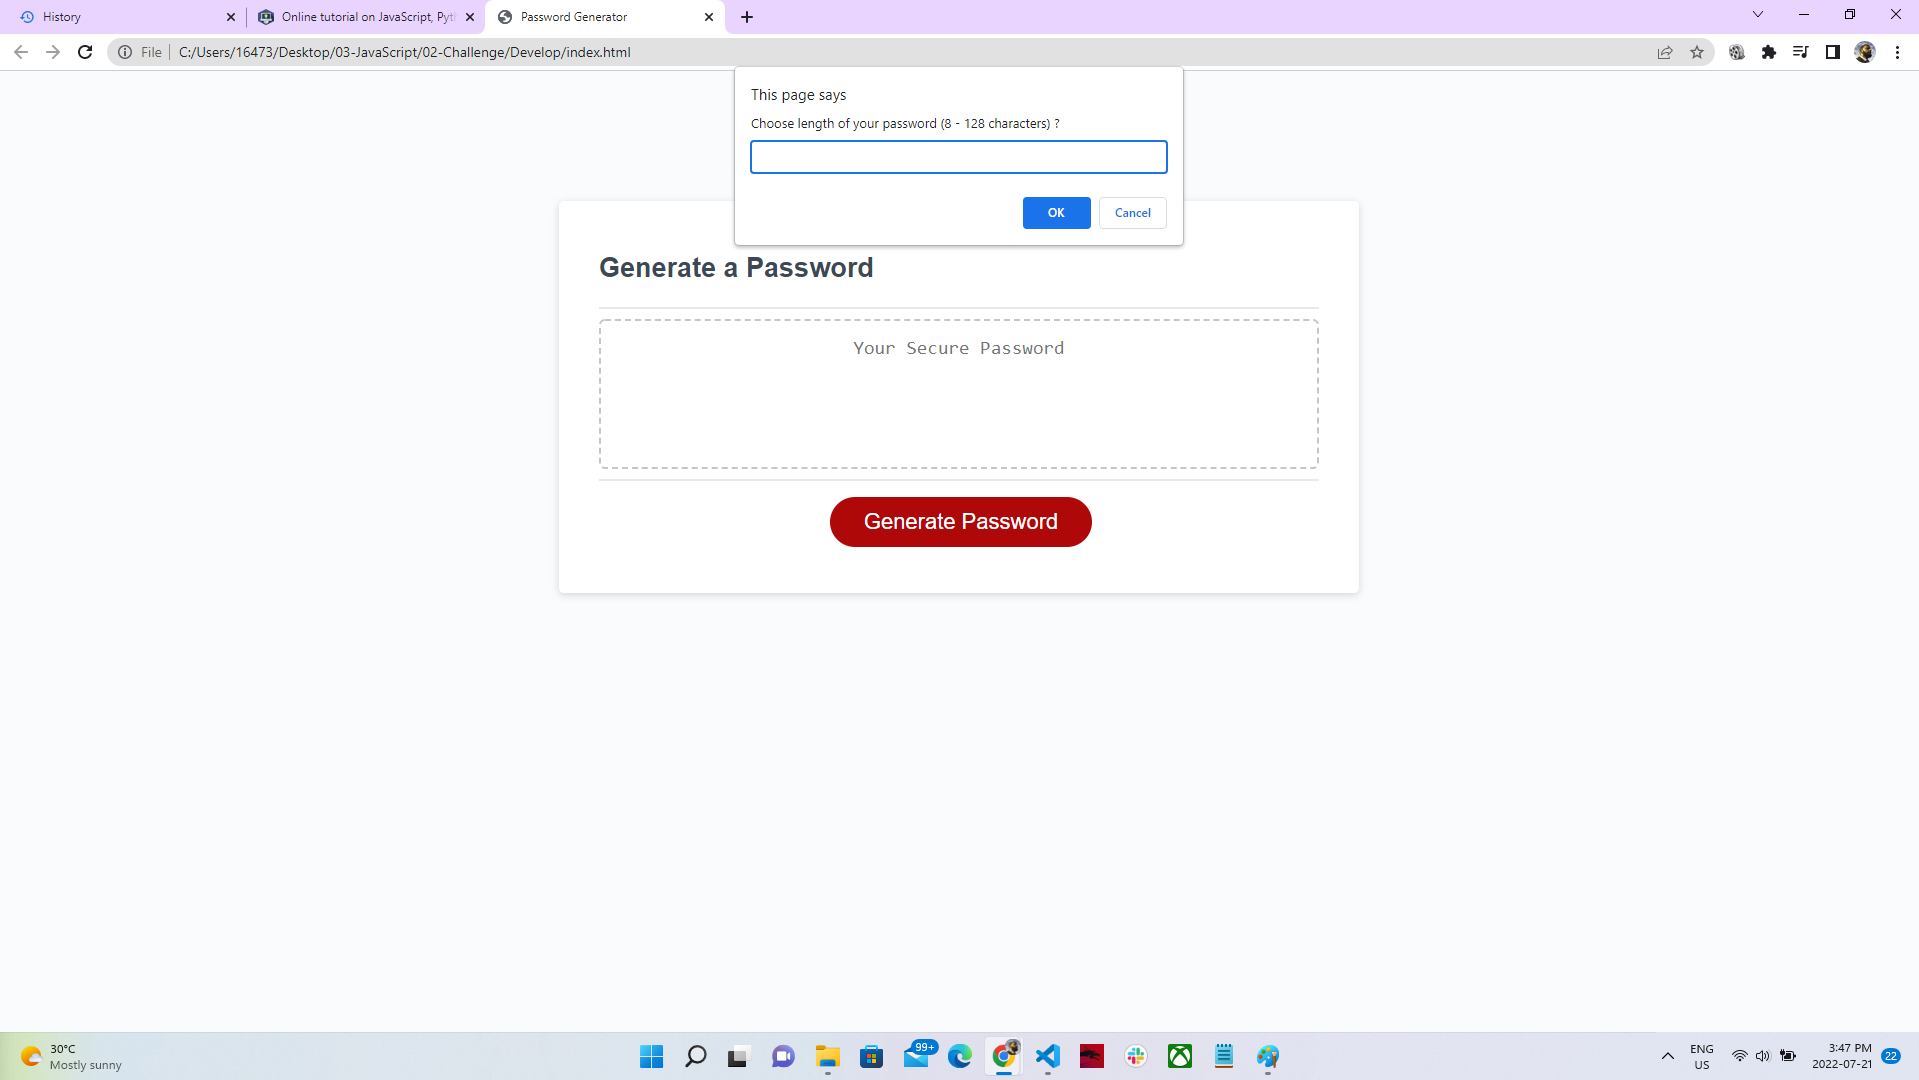 History
Online tutorial on JavaScript, Pyth
Password Generator
File
C:/Users/16473/Desktop/03-JavaScript/02-Challenge/Develop/index.html
This page says
Choose length of your password (8 - 128 characters) ?
OK
Cancel
Generate a Password
Your Secure Password
Generate Password
30°C
Mostly sunny
99+
ENG
US
3:47 PM
2022-07-21
22